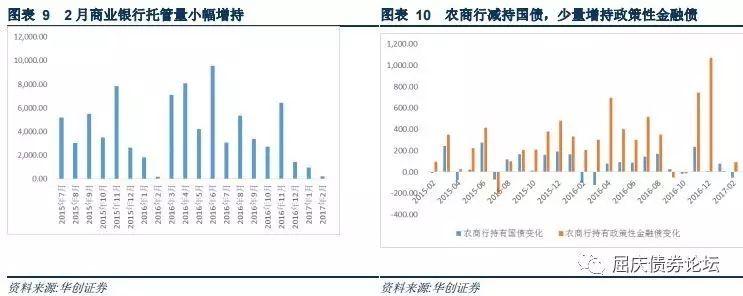 图表 9 2月商业银行托管量小幅增持
12,000.00
10,000.00
8,000.00
6,000.00
4,000.00
2,000.00
0.00
2015年7月
2015年8月
2015年9月
2015年10月
2015年11月
2015年12月
2016年1月
2016年2月
2016年3月
2016年4月
2016年5月
2016年6月
2016年7月
2016年8月
2016年9月
2016年10月
2016年11月
2016年12月
2017年1月
2017年2月
资料来源:华创证券
图表 10 农商行减持国债，少量增持政策性金融债
1,200.00
1,000.00
800.00
600.00
400.00
200.00
0.00
-200.00
-400.00
2015-02
2015-04
2015-06
2015-08
2015-10
2015-12
2016-02
2016-04
2016-06
2016-08
2016-10
2016-12
2017-02
农商行持有国债变化 农商行持有政策性金融债变化
资料来源:华创证券
屈庆债券论坛